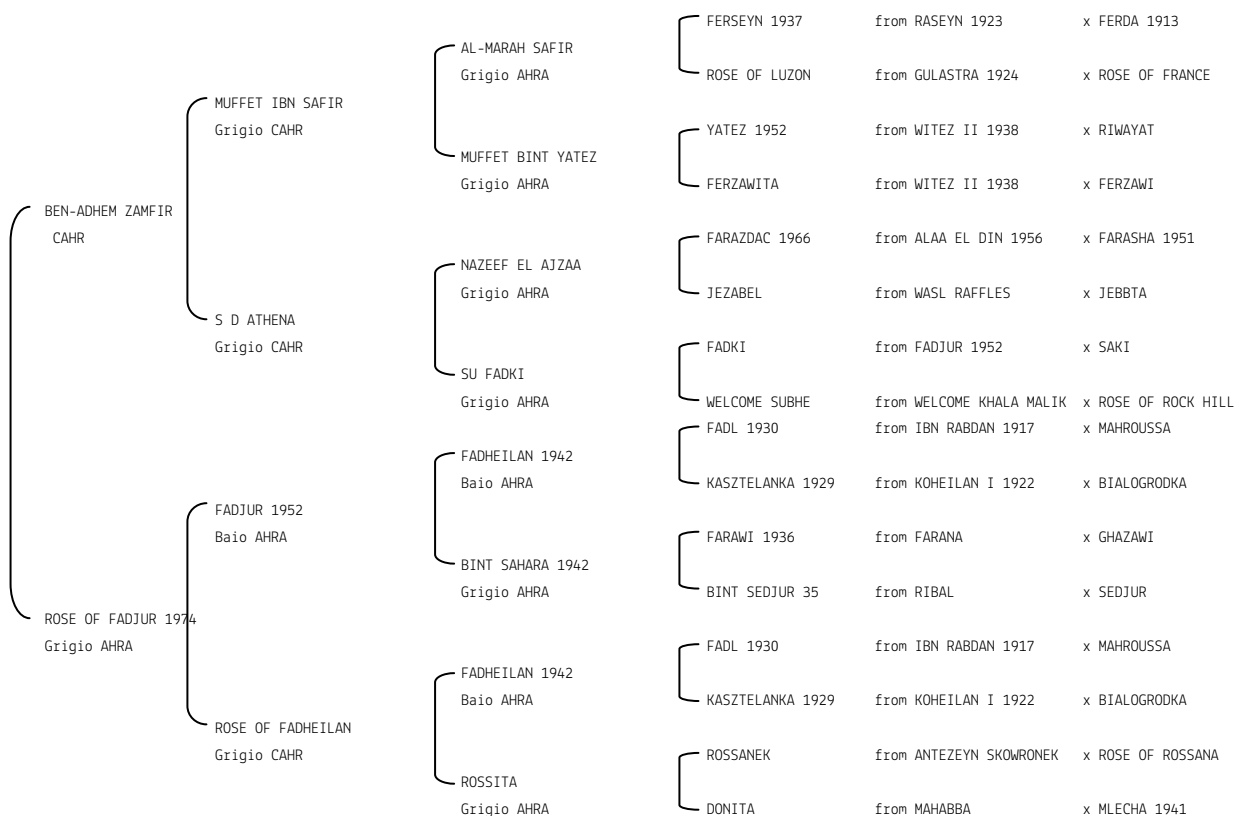 FERSEYN 1937 from RASEYN 1923 x FERDA 1913
AL-MARAH SAFIR
Grigio AHRA ROSE OF LUZON from GULASTRA 1924 x ROSE OF FRANCE
MUFFET IBN SAFIR
Grigio CAHR YATEZ 1952 from WITEZ II 1938 x RIWAYAT
MUFFET BINT YATEZ
Grigio AHRA FERZAWITA from WITEZ II 1938 x FERZAWI
BEN-ADHEM ZAMFIR
CAHR FARAZDAC 1966 from ALAA EL DIN 1956 x FARASHA 1951
NAZEEF EL AJZAA
Grigio AHRA JEZABEL from WASL RAFFLES x JEBBTA
S D ATHENA
Grigio CAHR FADKI from FADJUR 1952 x SAKI
SU FADKI
Grigio AHRA WELCOME SUBHE from WELCOME KHALA MALIK x ROSE OF ROCK HILL
FADL 1930 from IBN RABDAN 1917 x MAHROUSSA
FADHEILAN 1942
Baio AHRA KASZTELANKA 1929 from KOHEILAN I 1922 x BIALOGRODKA
FADJUR 1952
Baio AHRA FARAWI 1936 from FARANA x GHAZAWI
BINT SAHARA 1942
Grigio AHRA BINT SEDJUR 35 from RIBAL x SEDJUR
ROSE OF FADJUR 1974
Grigio AHRA FADL 1930 from IBN RABDAN 1917 x MAHROUSSA
FADHEILAN 1942
Baio AHRA KASZTELANKA 1929 from KOHEILAN I 1922 x BIALOGRODKA
ROSE OF FADHEILAN
Grigio CAHR ROSSANEK from ANTEZEYN SKOWRONEK x ROSE OF ROSSANA
ROSSITA
Grigio AHRA DONITA from MAHABBA x MLECHA 1941